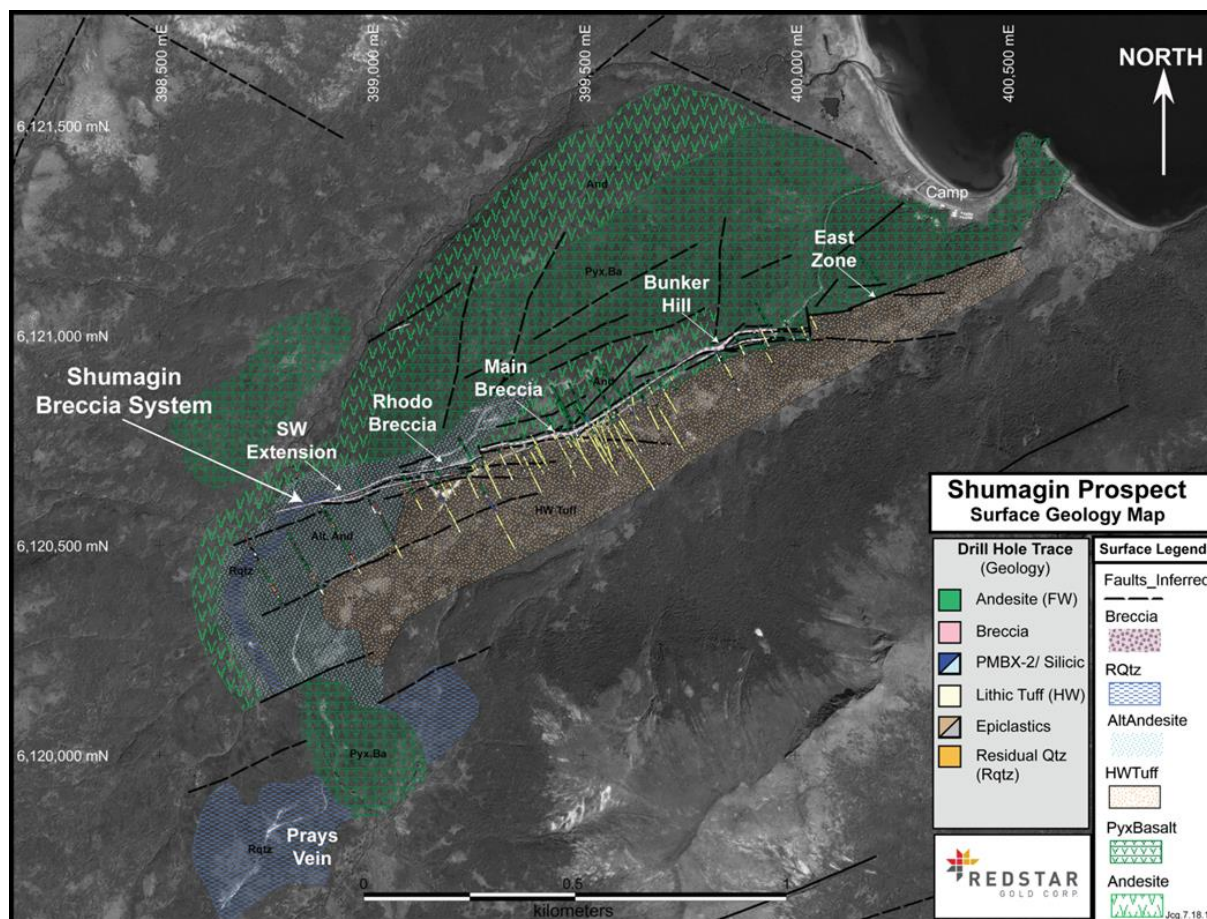 398,500 mE
399,000 mE
399,500 mE
400,000 mE
400,500 mE
NORTH
6,121,500 mN
And
Camp
Pyx.Ba
East
Zone
Bunker
Hill
6,121,000 mN
Main
Breccia
And
Shumagin
Breccia System
Rhodo
Breccia
SW
Extension
HW Tuff
Alt. And
6,120,500 mN
Rqtz
6,120,000 mN
Pyx.Ba
Prays
Vein
Rqtz
0
0.5
1
kilometers
Shumagin Prospect
Surface Geology Map
Drill Hole Trace
(Geology)
Andesite (FW)
Breccia
PMBX-2/ Silicic
Lithic Tuff (HW)
Epiclastics
Residual Qtz
(Rqtz)
Surface Legend
Faults_Inferred
Breccia
RQtz
AltAndesite
HWTuff
PyxBasalt
Andesite
REDSTAR
GOLD CORP.
Jcg.7.18.1